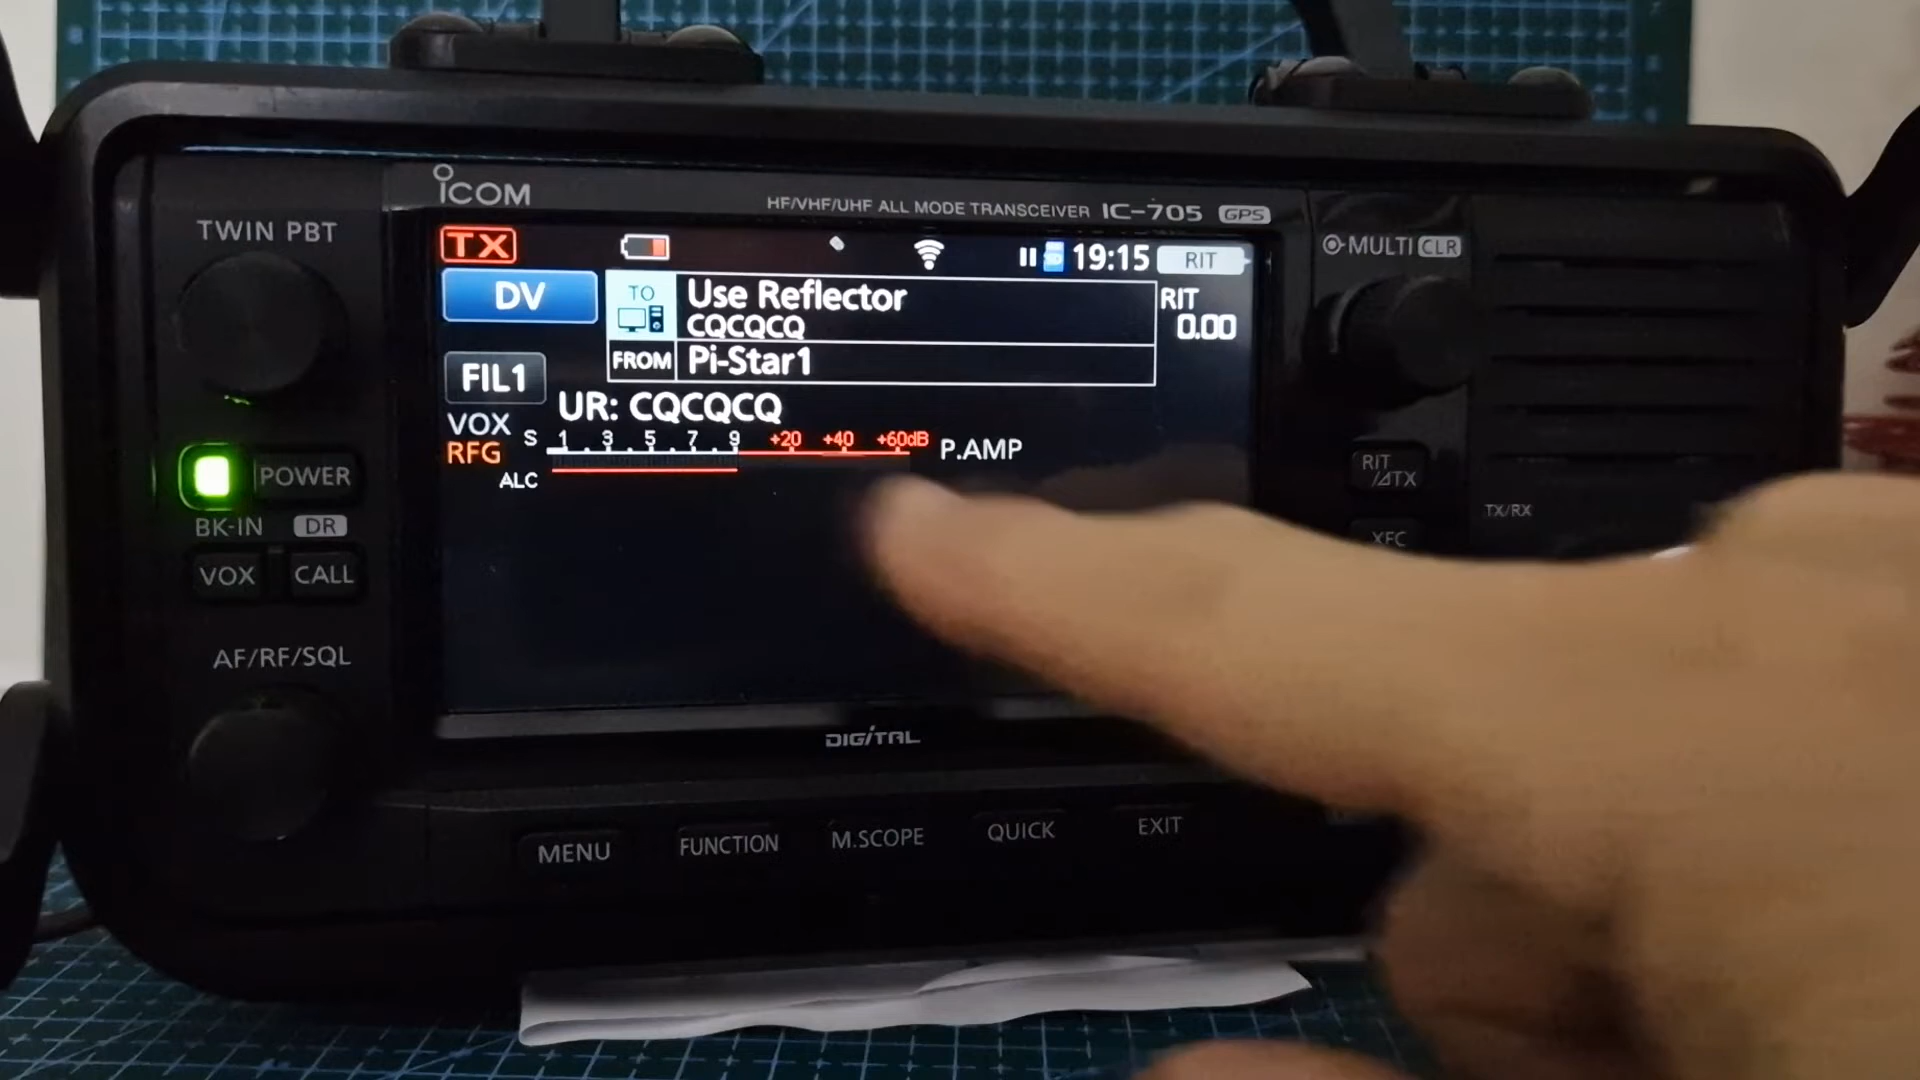 ICOM
HF/VHF/UHF ALL MODE TRANSCEIVER IC-705 GPS
TWIN PBT
MULTI CLR
TX
19:15
RIT
DV
TO
Use Reflector
CQCQCQ
RIT
0.00
FROM
Pi-Star1
FIL1
UR: CQCQCQ
VOX
RFG
S 1 3 5 7 9 +20 +40 +60dB
P.AMP
ALC
POWER
BK-IN DR
VOX CALL
RIT
/⊿TX
TX/RX
XFC
AF/RF/SQL
DIGITAL
MENU FUNCTION M.SCOPE QUICK EXIT